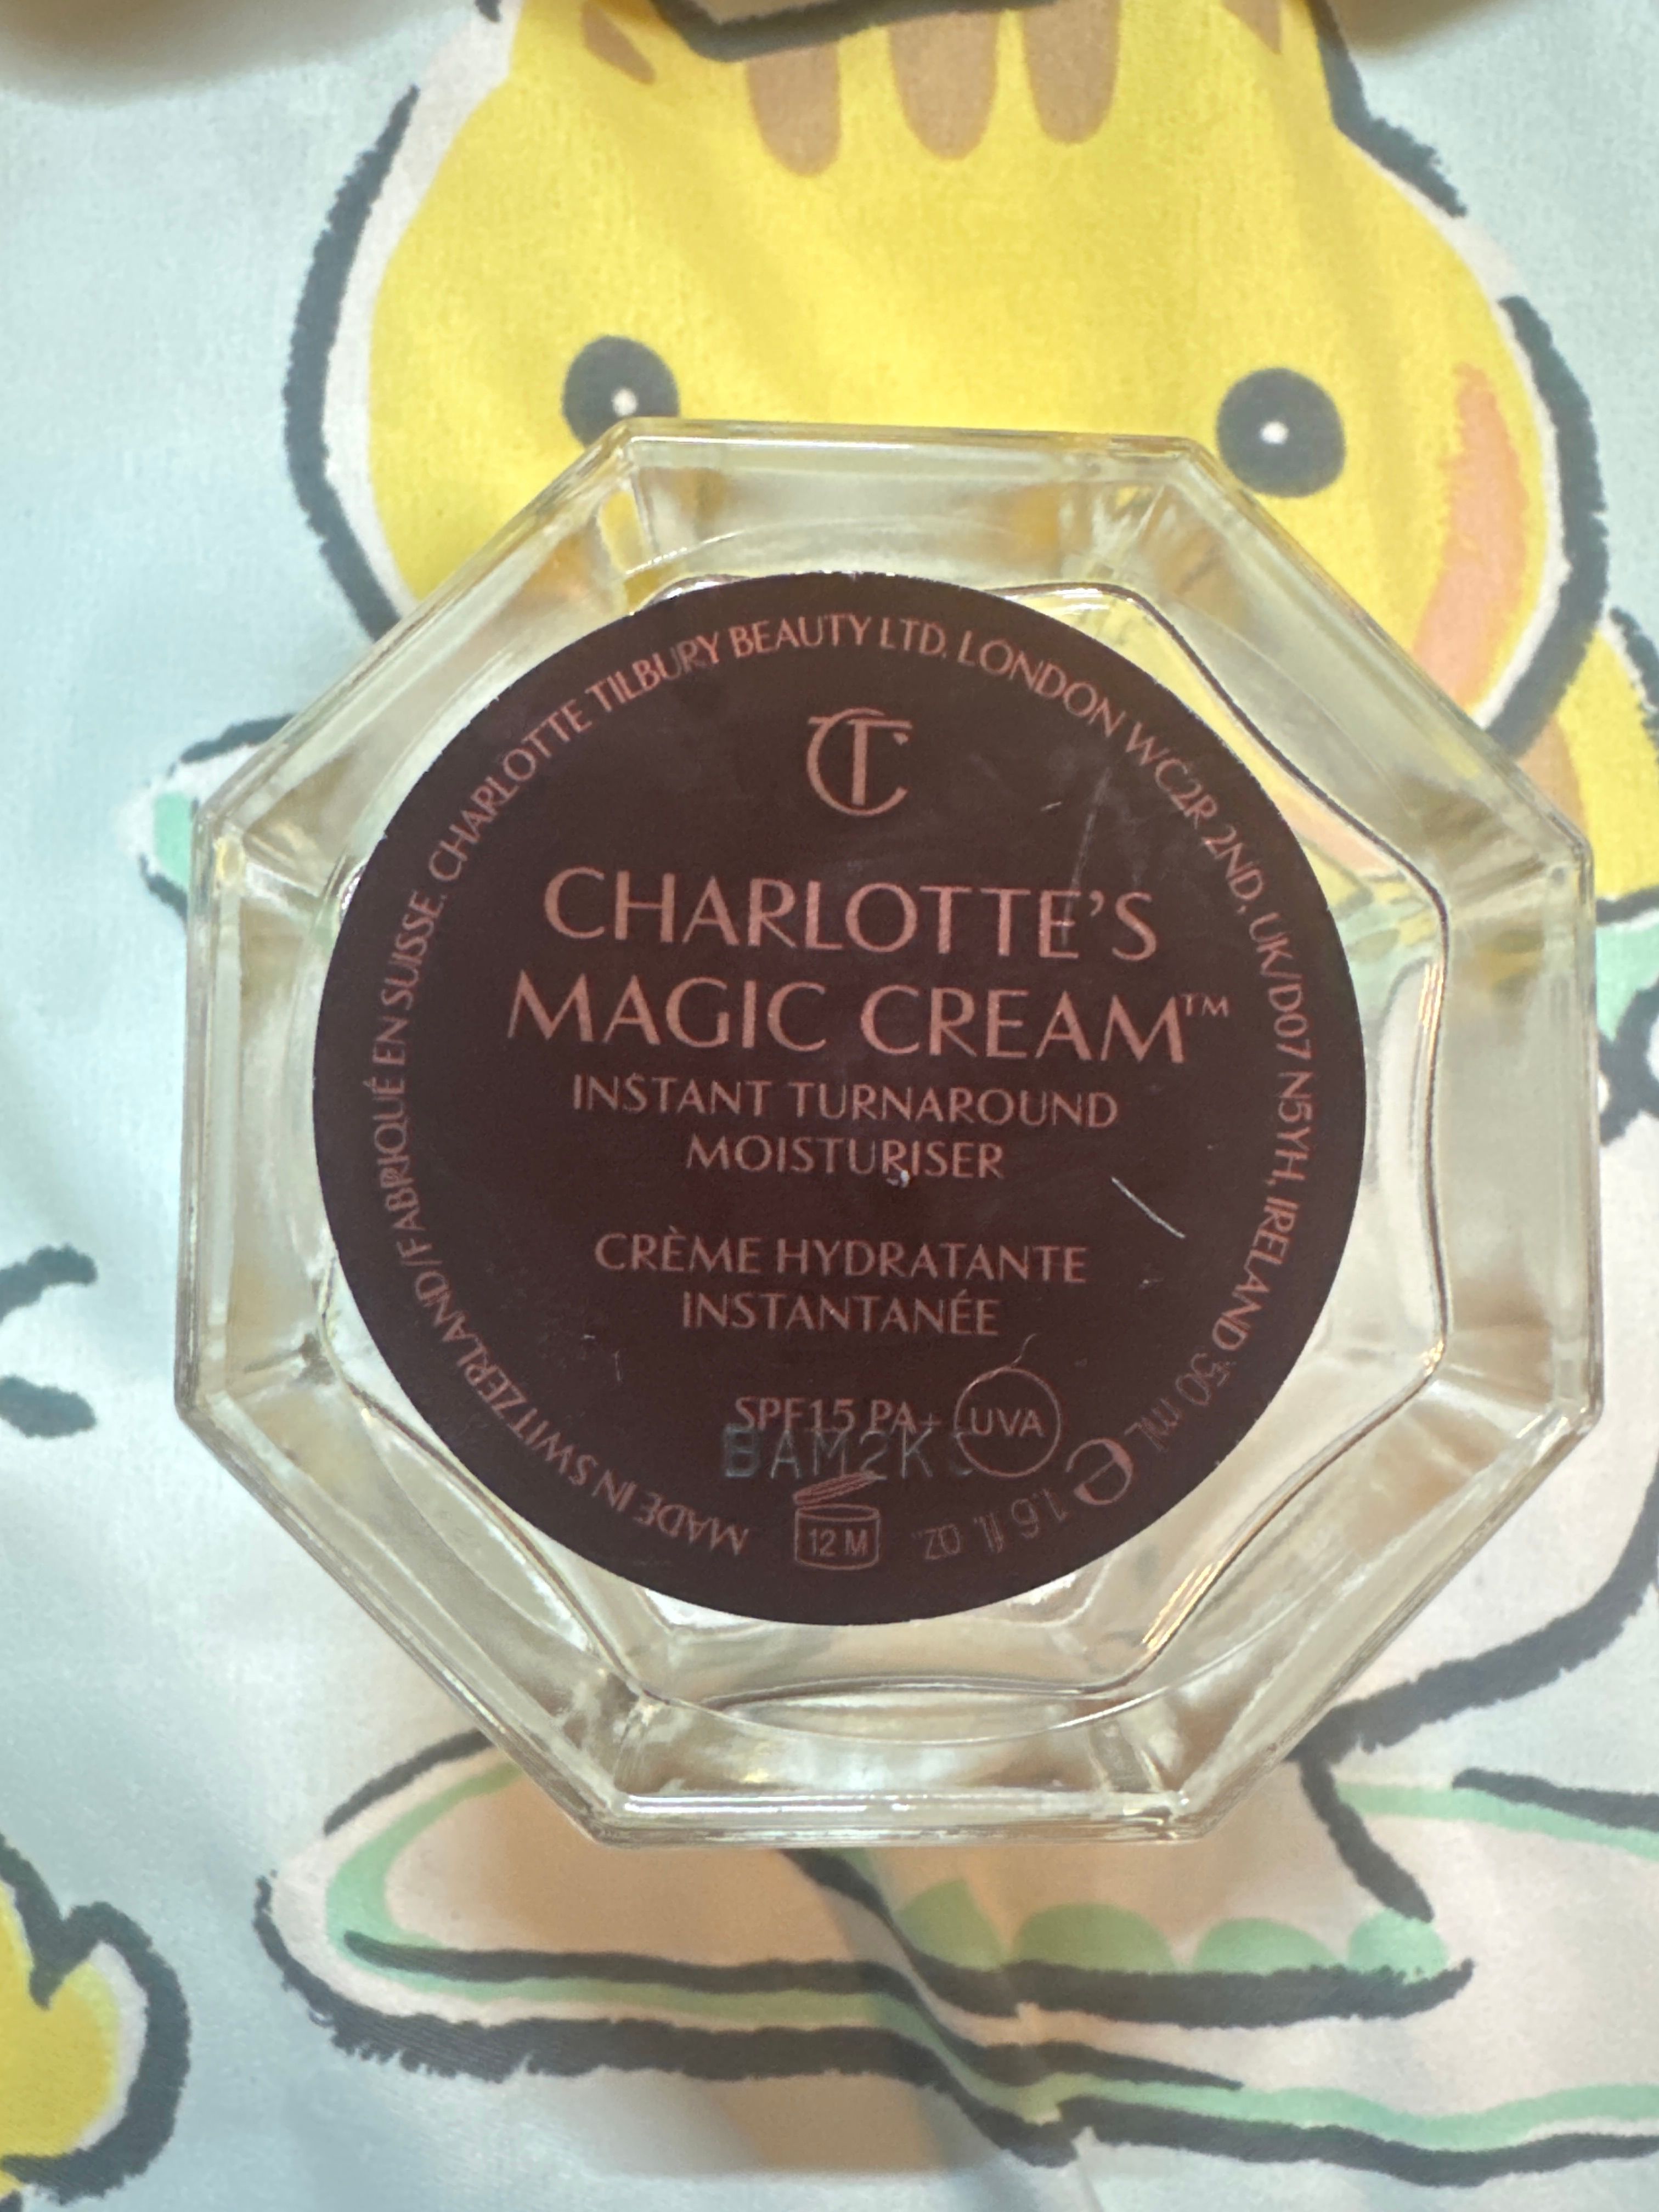 MADE IN SWITZERLAND/FABRIQUÉ EN SUISSE. CHARLOTTE TILBURY BEAUTY LTD. LONDON WC2R 2ND, UK/D07 N5YH, IRELAND 50 mL e 1.6 fl. oz.
CT
CHARLOTTE'S
MAGIC CREAM™
INSTANT TURNAROUND
MOISTURISER
CRÈME HYDRATANTE
INSTANTANÉE
SPF15 PA+ UVA
12 M